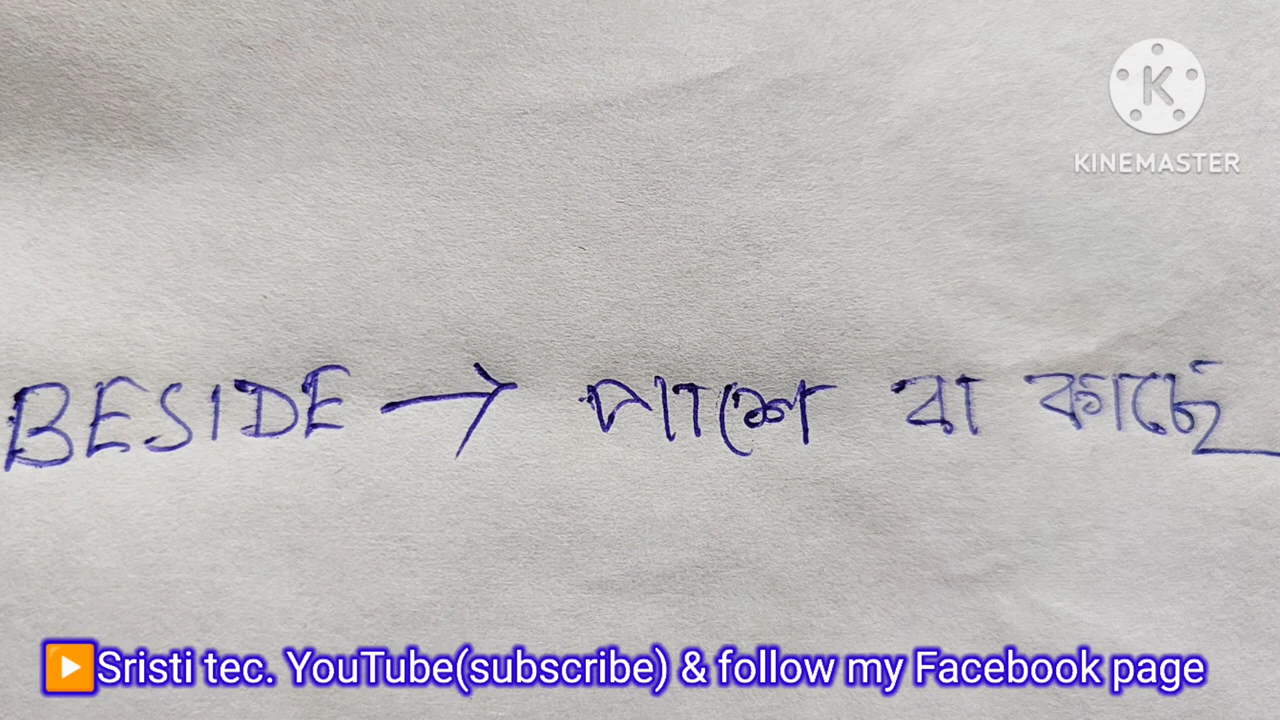 KINEMASTER
BESIDE → পাশে বা কাছে
▶️Sristi tec. YouTube(subscribe) & follow my Facebook page